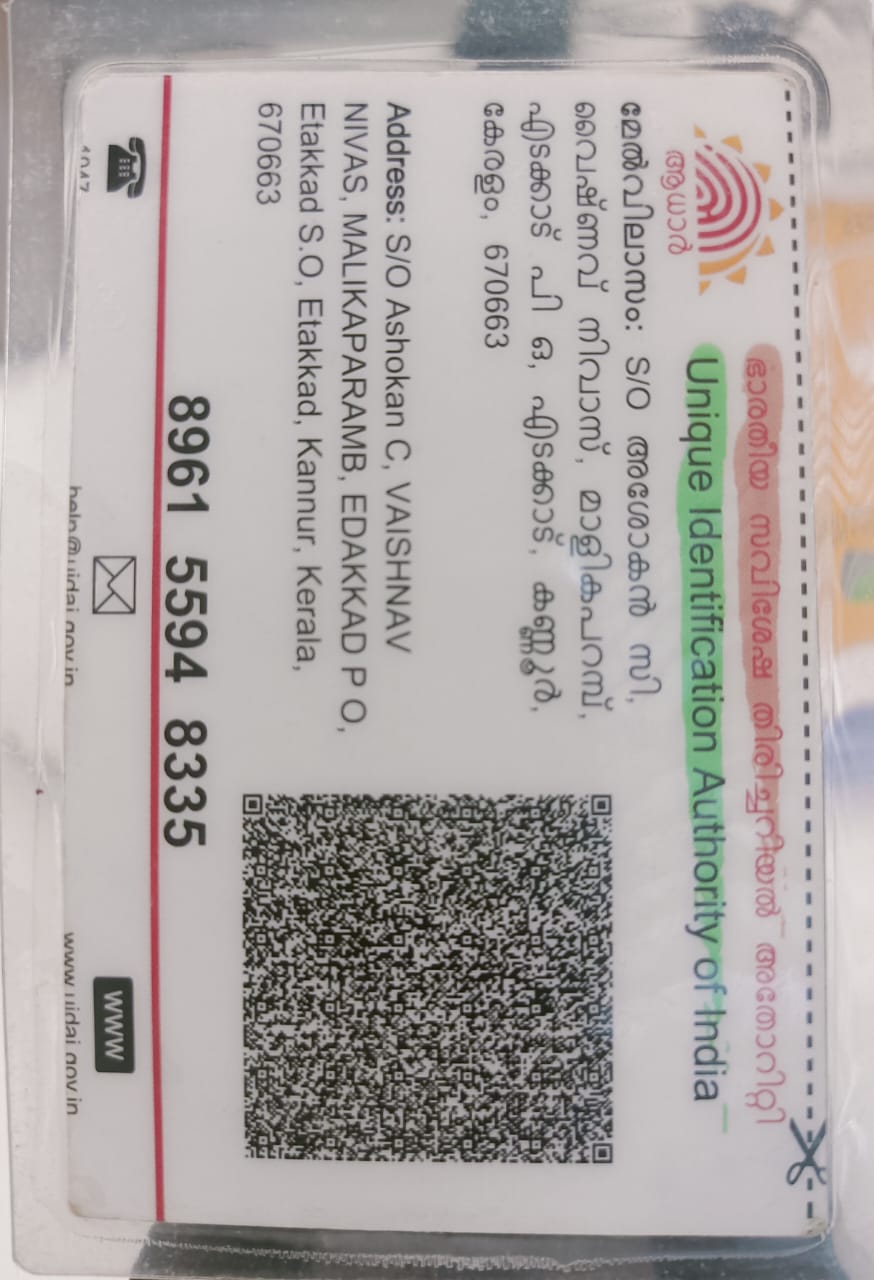 ഭാരതീയ സവിശേഷ തിരിച്ചറിയൽ അതോറിറ്റി
Unique Identification Authority of India
ആധാർ
മേൽവിലാസം: S/O അശോകൻ സി,
വൈഷ്ണവ് നിവാസ്, മാളികപറമ്പ്,
എടക്കാട് പി ഒ, എടക്കാട്, കണ്ണൂർ,
കേരളം, 670663
Address: S/O Ashokan C, VAISHNAV
NIVAS, MALIKAPARAMB, EDAKKAD P O,
Etakkad S.O, Etakkad, Kannur, Kerala,
670663
8961 5594 8335
WWW
1947
help@uidai.gov.in
www.uidai.gov.in